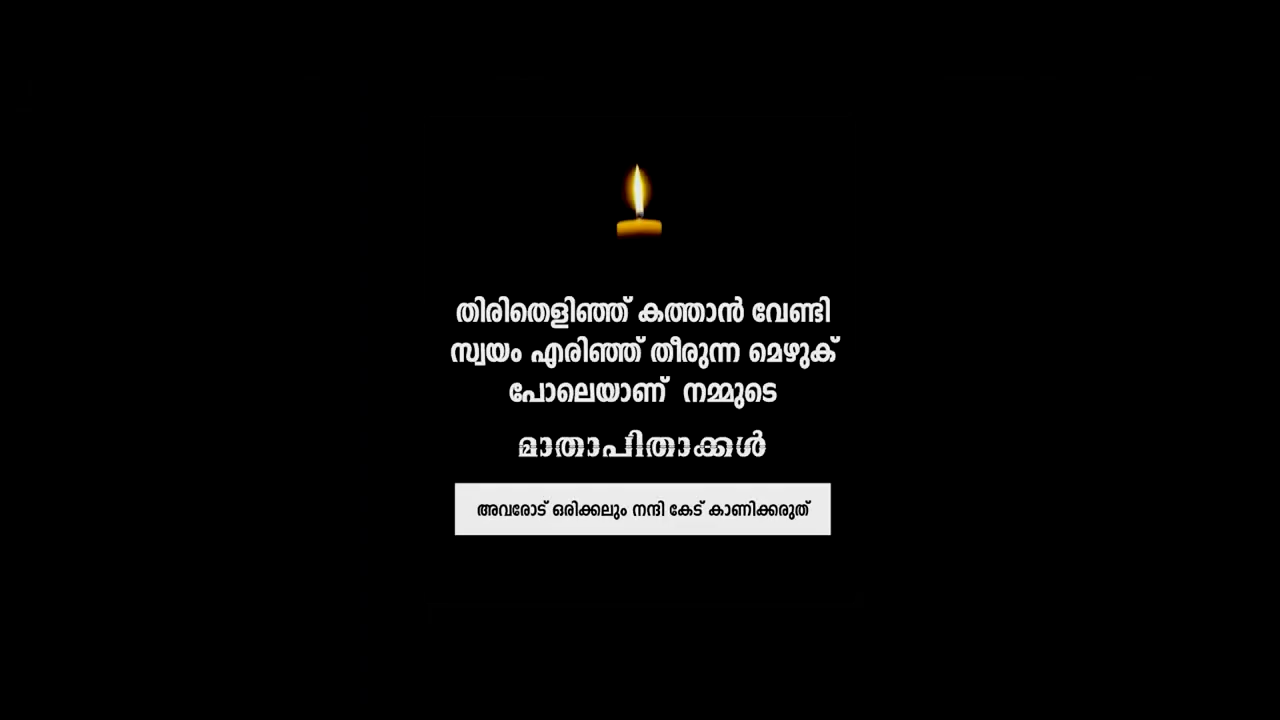 തിരിതെളിഞ്ഞ് കത്താൻ വേണ്ടി
സ്വയം എരിഞ്ഞ് തീരുന്ന മെഴുക്
പോലെയാണ് നമ്മുടെ
മാതാപിതാക്കൾ
അവരോട് ഒരിക്കലും നന്ദി കേട് കാണിക്കരുത്